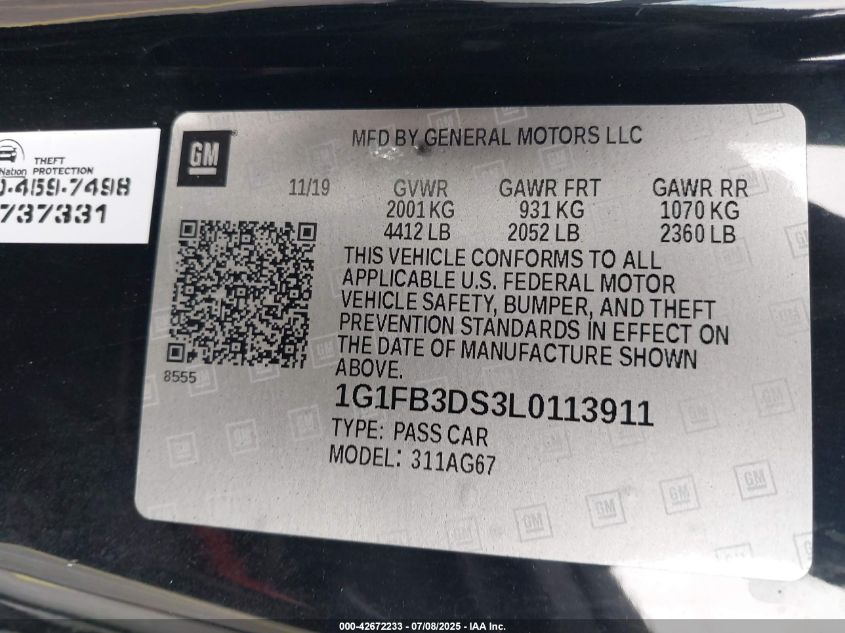 GM
MFD BY GENERAL MOTORS LLC
11/19 GVWR GAWR FRT GAWR RR
2001 KG 931 KG 1070 KG
4412 LB 2052 LB 2360 LB
THIS VEHICLE CONFORMS TO ALL
APPLICABLE U.S. FEDERAL MOTOR
VEHICLE SAFETY, BUMPER, AND THEFT
PREVENTION STANDARDS IN EFFECT ON
THE DATE OF MANUFACTURE SHOWN
ABOVE.
8555
1G1FB3DS3L0113911
TYPE: PASS CAR
MODEL: 311AG67
THEFT
Nation PROTECTION
0-459-7498
737331
000-42672233 - 07/08/2025 - IAA Inc.